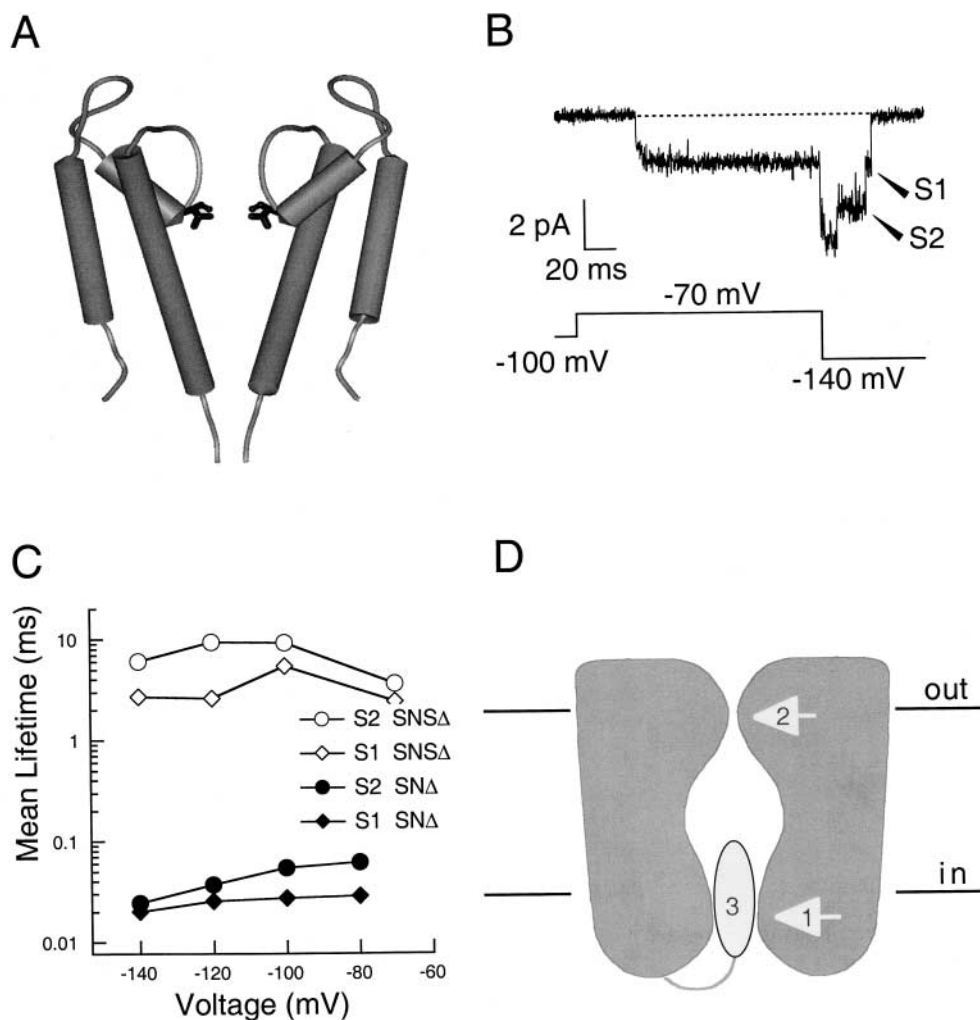 A
B
S1
S2
2 pA
20 ms
-70 mV
-100 mV
-140 mV
C
Mean Lifetime (ms)
10
1
0.1
0.01
S2 SNSΔ
S1 SNSΔ
S2 SNΔ
S1 SNΔ
-140 -120 -100 -80 -60
Voltage (mV)
D
out
2
in
3
1